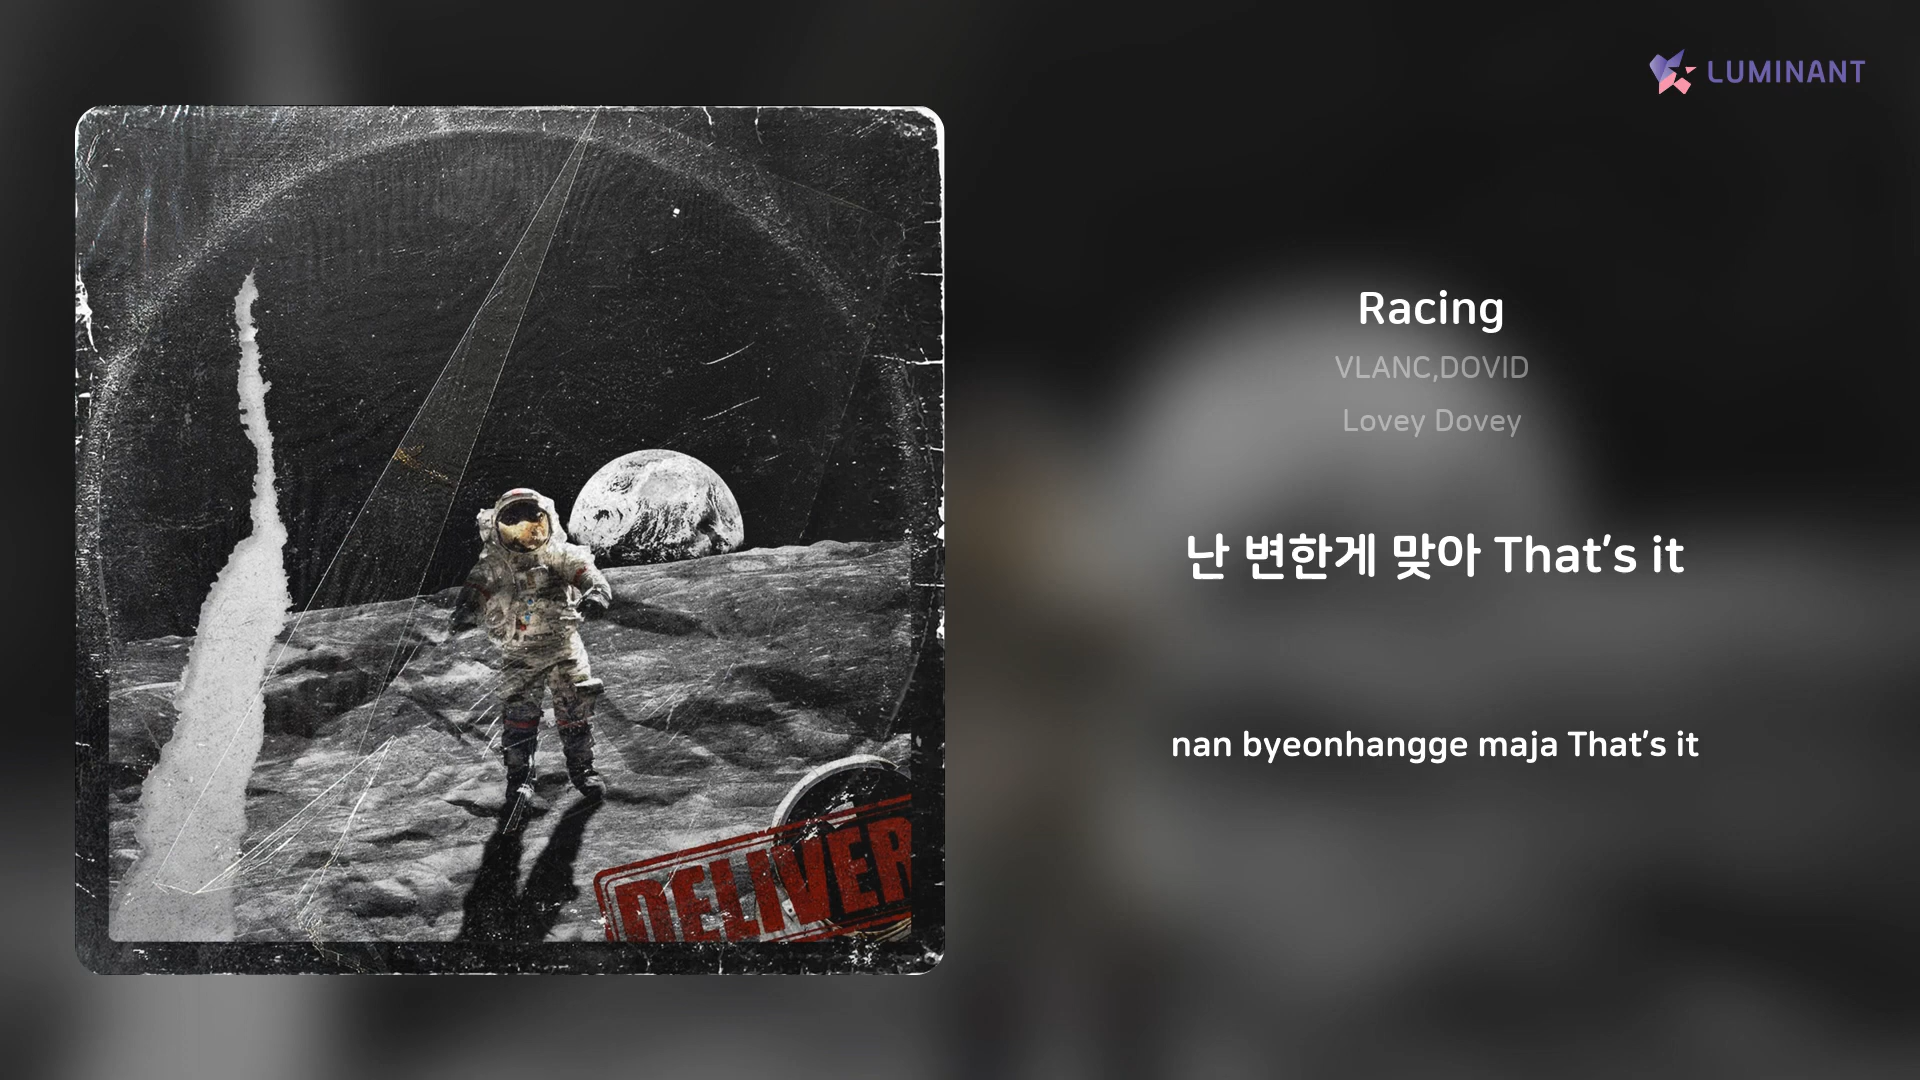 LUMINANT
Racing
VLANC,DOVID
Lovey Dovey
난 변한게 맞아 That's it
nan byeonhangge maja That's it
DELIVER